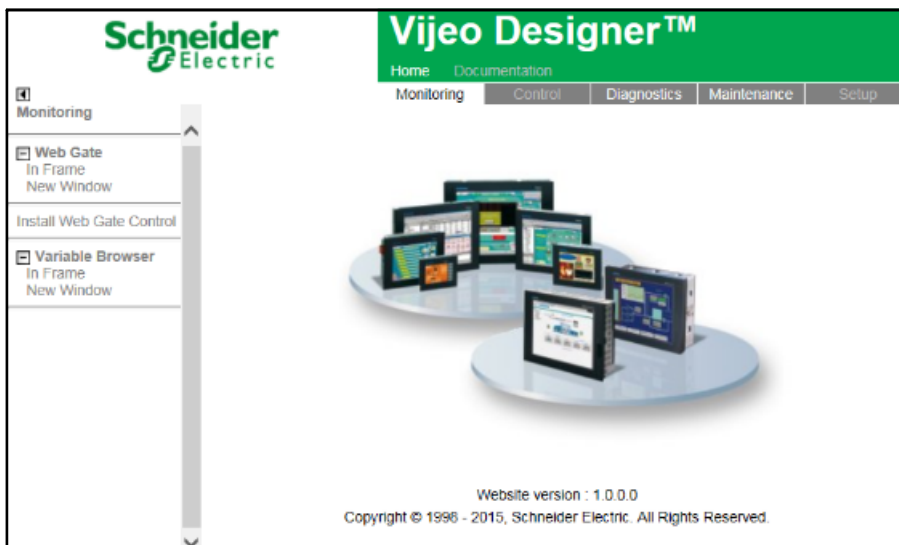 Schneider
Electric
Vijeo Designer™
Home Documentation
Monitoring Control Diagnostics Maintenance Setup
Monitoring
Web Gate
In Frame
New Window
Install Web Gate Control
Variable Browser
In Frame
New Window
Website version : 1.0.0.0
Copyright © 1998 - 2015, Schneider Electric. All Rights Reserved.